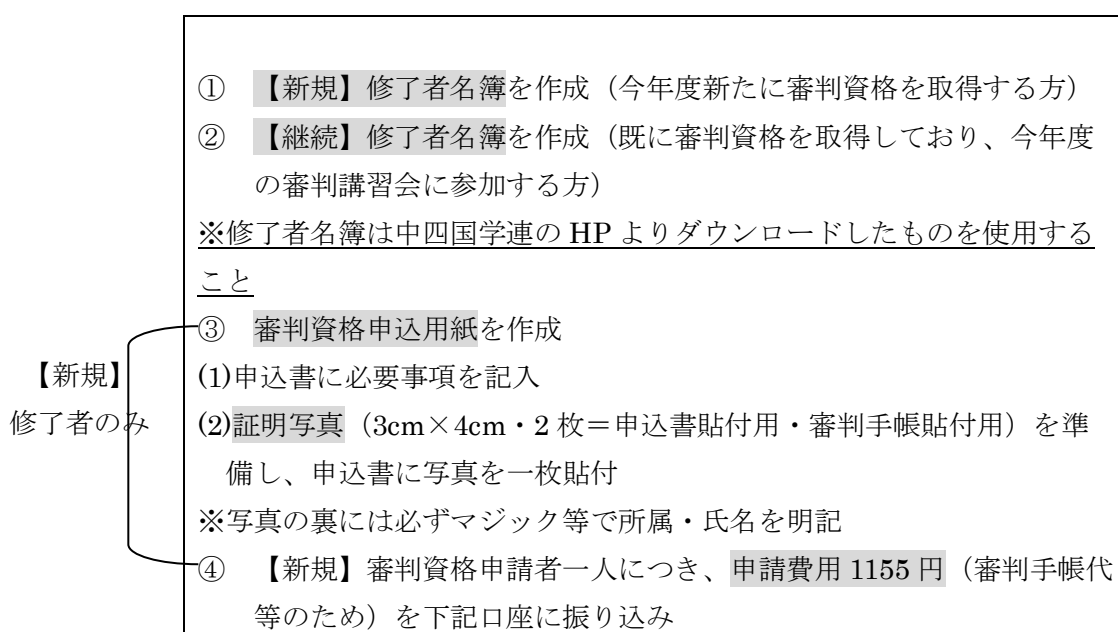 ① 【新規】修了者名簿を作成（今年度新たに審判資格を取得する方）
② 【継続】修了者名簿を作成（既に審判資格を取得しており、今年度
の審判講習会に参加する方）
※修了者名簿は中四国学連の HP よりダウンロードしたものを使用する
こと
③ 審判資格申込用紙を作成
【新規】
修了者のみ
(1)申込書に必要事項を記入
(2)証明写真（3cm×4cm・2 枚＝申込書貼付用・審判手帳貼付用）を準
備し、申込書に写真を一枚貼付
※写真の裏には必ずマジック等で所属・氏名を明記
④ 【新規】審判資格申請者一人につき、申請費用 1155 円（審判手帳代
等のため）を下記口座に振り込み